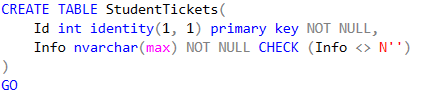 CREATE TABLE StudentTickets(
    Id int identity(1, 1) primary key NOT NULL,
    Info nvarchar(max) NOT NULL CHECK (Info <> N'')
)
GO